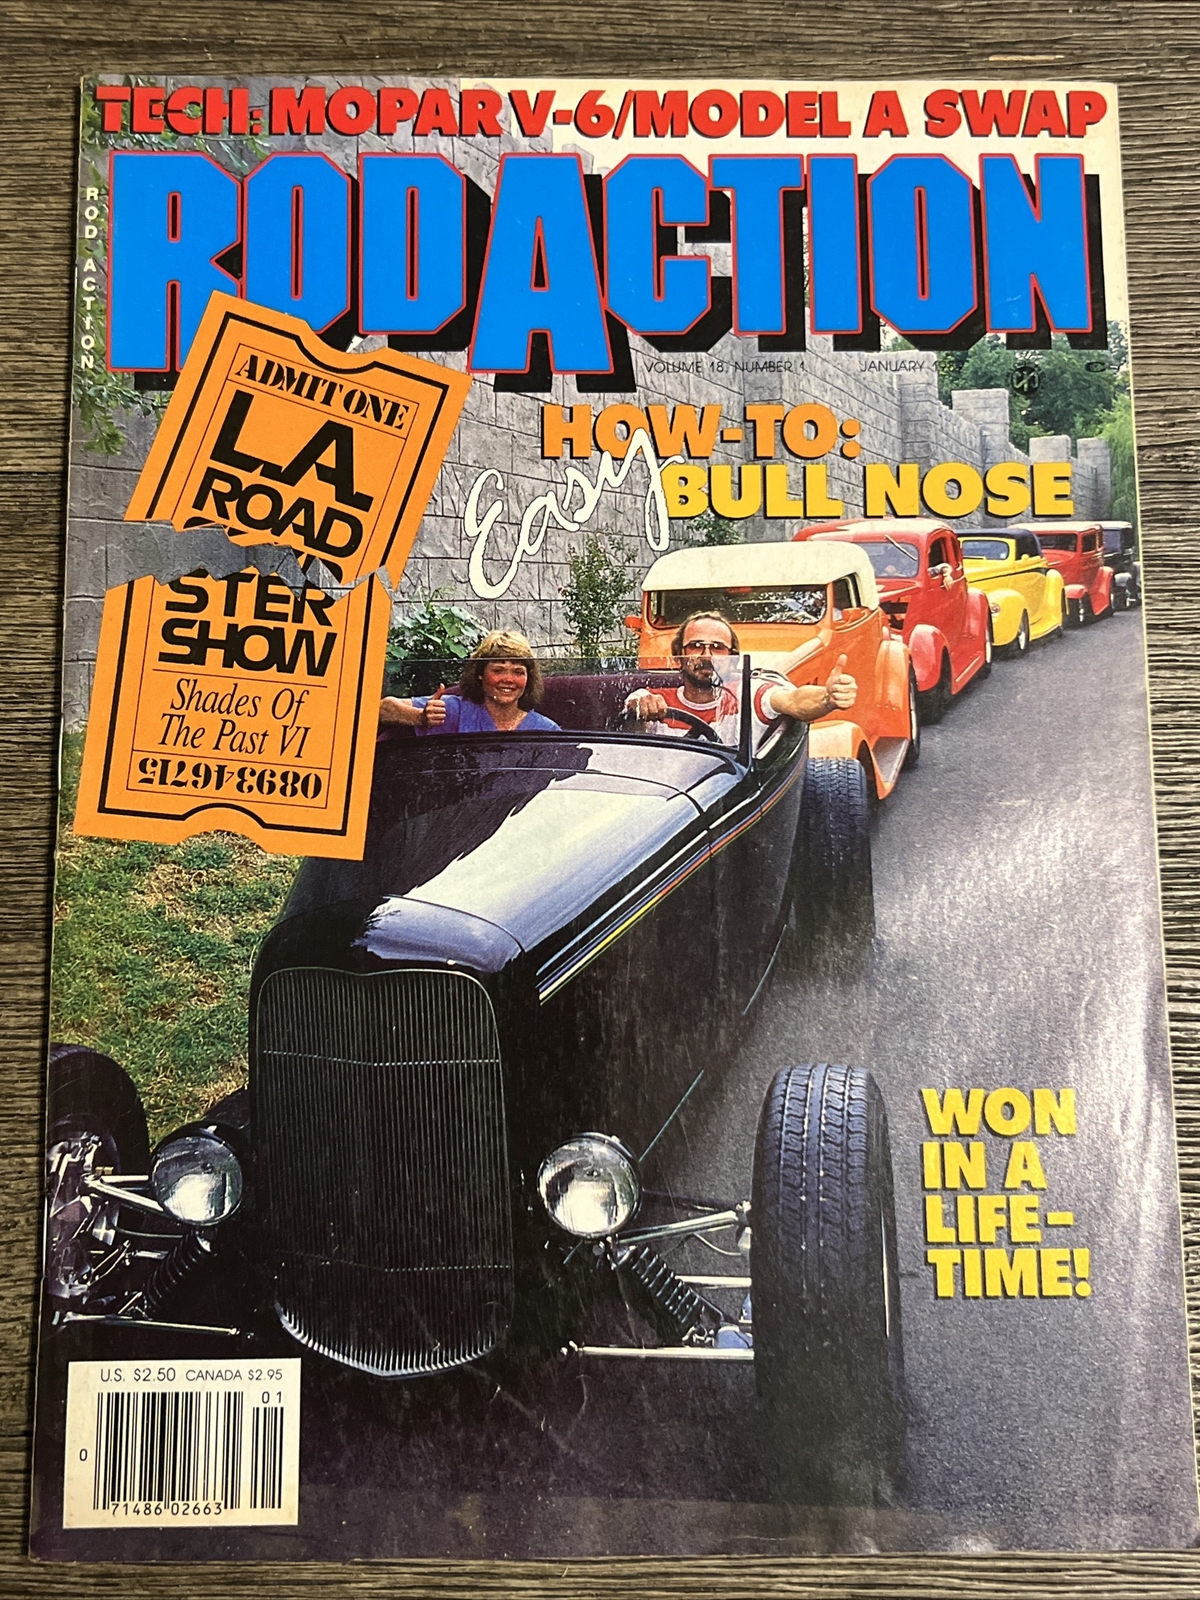 TECH: MOPAR V-6/MODEL A SWAP
ROD ACTION
ROD ACTION
VOLUME 18, NUMBER 1 JANUARY
ADMIT ONE
L.A.
ROAD
STER
SHOW
Shades Of
The Past VI
08936416715
HOW-TO:
Easy BULL NOSE
WON
IN A
LIFE-
TIME!
U.S. $2.50 CANADA $2.95
01
0 71486 02663